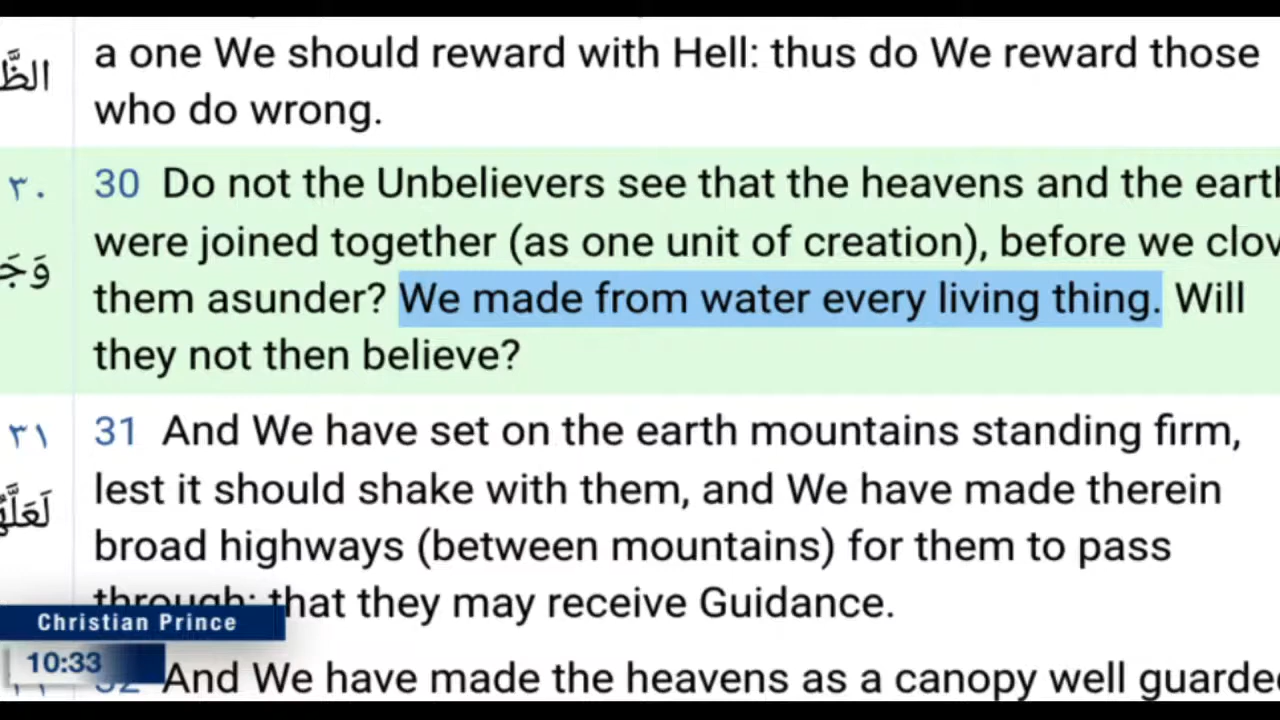 a one We should reward with Hell: thus do We reward those
who do wrong.
٣٠
30 Do not the Unbelievers see that the heavens and the earth
were joined together (as one unit of creation), before we clov
them asunder? We made from water every living thing. Will
they not then believe?
٣١
31 And We have set on the earth mountains standing firm,
lest it should shake with them, and We have made therein
broad highways (between mountains) for them to pass
through: that they may receive Guidance.
Christian Prince
10:33
32 And We have made the heavens as a canopy well guarded